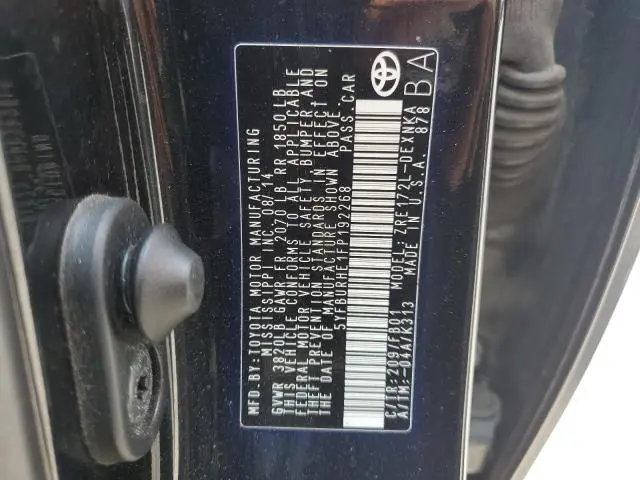 MFD.BY:TOYOTA MOTOR MANUFACTURING
MISSISSIPPI INC. 08/14
GVWR 3820LB GAWR FR 2070 RR 1850LB
THIS VEHICLE CONFORMS TO ALL APPLICABLE
FEDERAL MOTOR VEHICLE SAFETY, BUMPER AND
THEFT PREVENTION STANDARDS IN EFFECT ON
THE DATE OF MANUFACTURE SHOWN ABOVE.
5YFBURHE1FP192268 PASS.CAR
C/TR:209/FB01 MODEL: ZRE172L-DEXNKA
A/TM:-04A/K313 MADE IN U.S.A. 878
BA